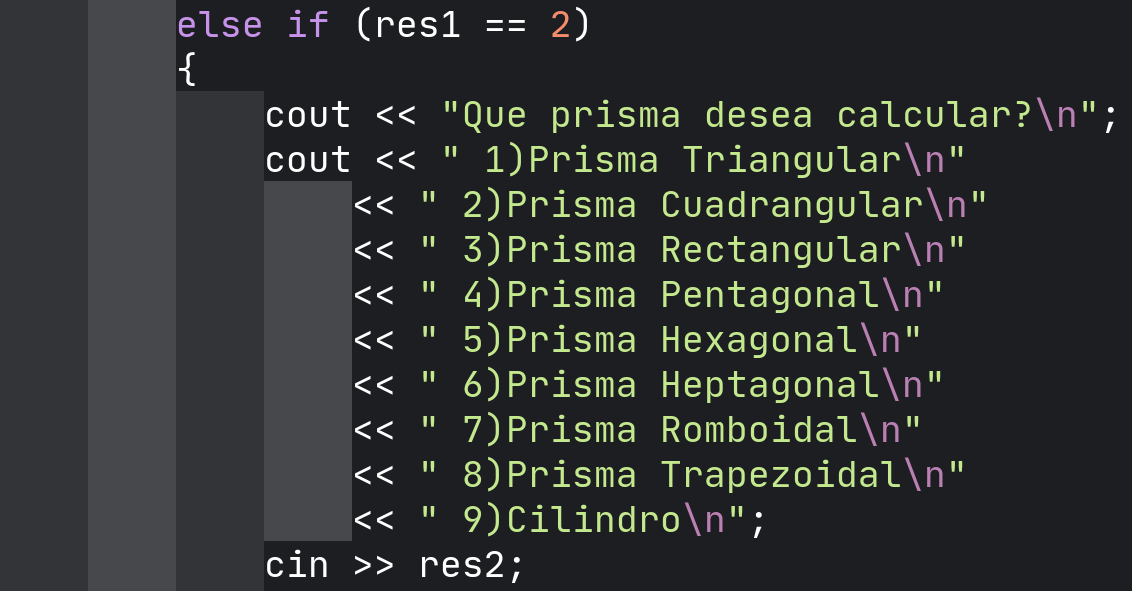 else if (res1 == 2)
{
cout << "Que prisma desea calcular?\n";
cout << " 1)Prisma Triangular\n"
<< " 2)Prisma Cuadrangular\n"
<< " 3)Prisma Rectangular\n"
<< " 4)Prisma Pentagonal\n"
<< " 5)Prisma Hexagonal\n"
<< " 6)Prisma Heptagonal\n"
<< " 7)Prisma Romboidal\n"
<< " 8)Prisma Trapezoidal\n"
<< " 9)Cilindro\n";
cin >> res2;